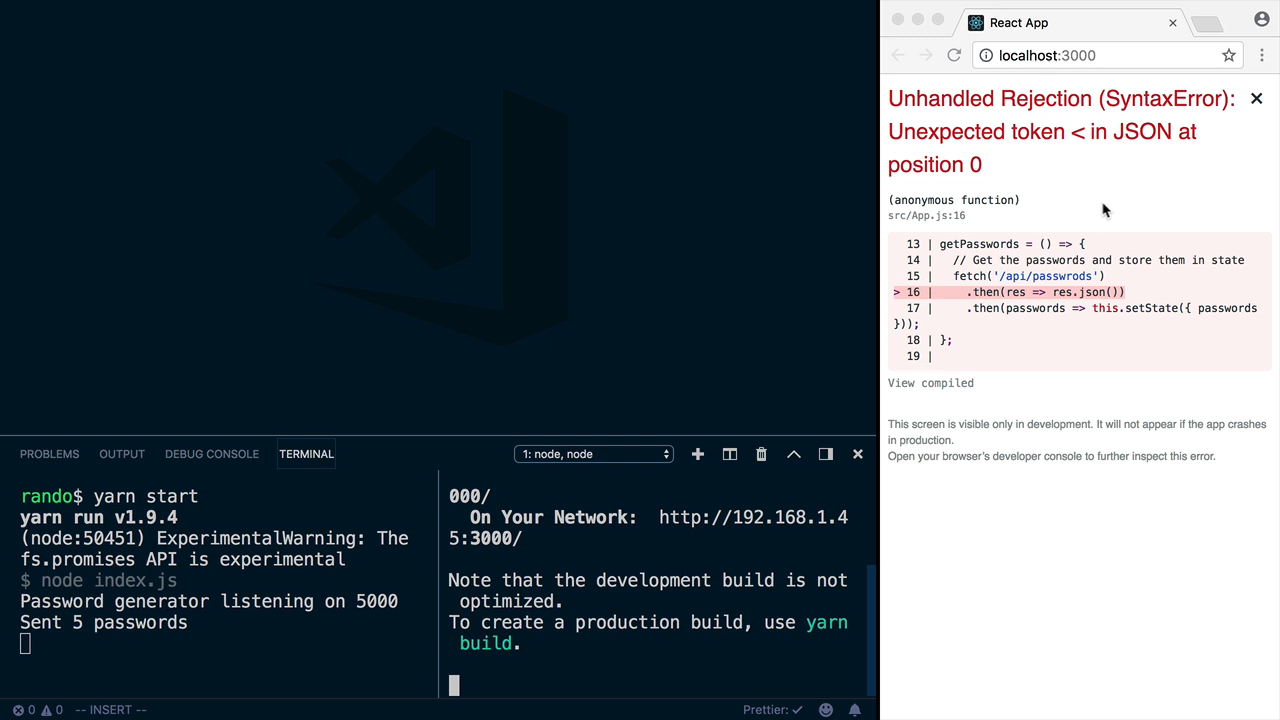 React App
localhost:3000
Unhandled Rejection (SyntaxError):
Unexpected token < in JSON at
position 0
(anonymous function)
src/App.js:16
13 | getPasswords = () => {
14 |   // Get the passwords and store them in state
15 |   fetch('/api/passwrods')
> 16 |     .then(res => res.json())
17 |     .then(passwords => this.setState({ passwords
}));
18 | };
19 |
View compiled
This screen is visible only in development. It will not appear if the app crashes
in production.
Open your browser's developer console to further inspect this error.
PROBLEMS OUTPUT DEBUG CONSOLE TERMINAL 1: node, node
rando$ yarn start
yarn run v1.9.4
(node:50451) ExperimentalWarning: The
fs.promises API is experimental
$ node index.js
Password generator listening on 5000
Sent 5 passwords
000/
On Your Network:  http://192.168.1.4
5:3000/
Note that the development build is not
optimized.
To create a production build, use yarn
build.
0 0 -- INSERT -- Prettier: ✓